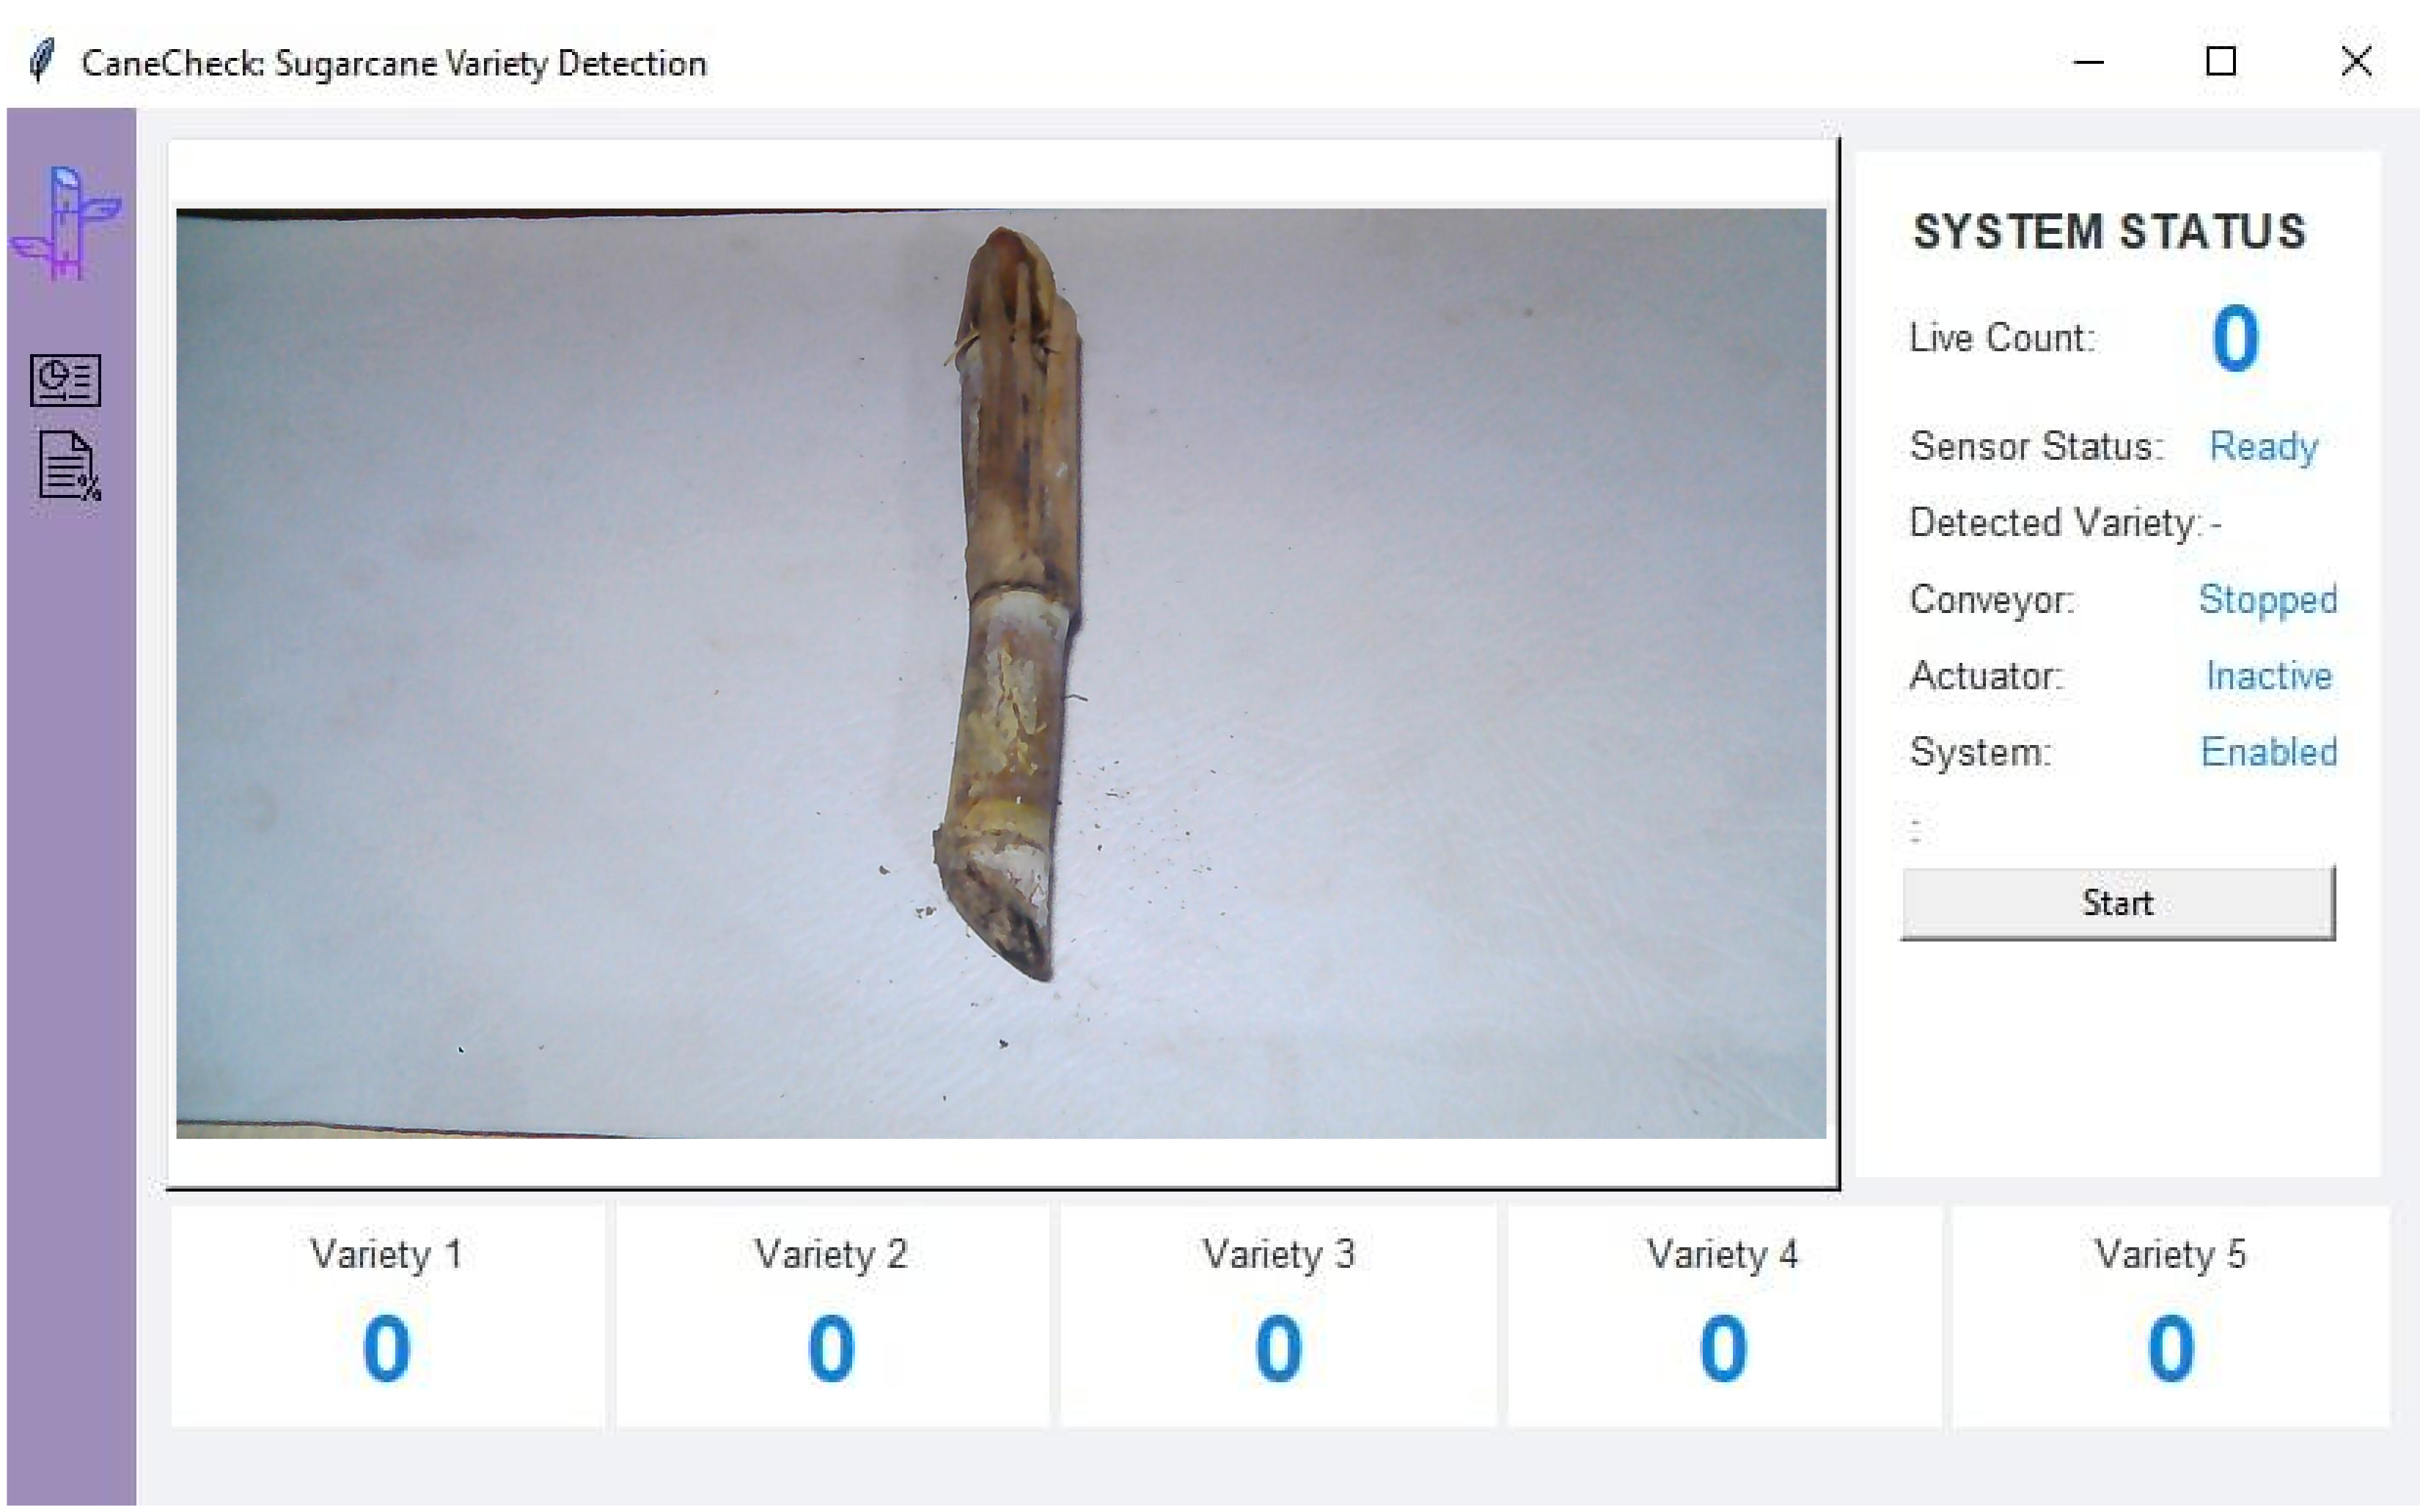 CaneCheck: Sugarcane Variety Detection
SYSTEM STATUS
Live Count: 0
Sensor Status: Ready
Detected Variety: -
Conveyor: Stopped
Actuator: Inactive
System: Enabled
:
Start
Variety 1
0
Variety 2
0
Variety 3
0
Variety 4
0
Variety 5
0